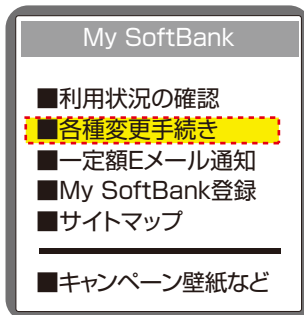 My SoftBank
■利用状況の確認
■各種変更手続き
■一定額Eメール通知
■My SoftBank登録
■サイトマップ
■キャンペーン壁紙など